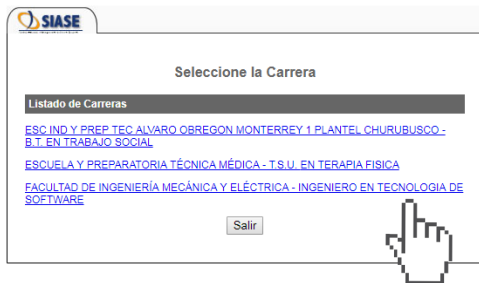 SIASE
Seleccione la Carrera
Listado de Carreras
ESC IND Y PREP TEC ALVARO OBREGON MONTERREY 1 PLANTEL CHURUBUSCO -
B.T. EN TRABAJO SOCIAL
ESCUELA Y PREPARATORIA TÉCNICA MÉDICA - T.S.U. EN TERAPIA FISICA
FACULTAD DE INGENIERÍA MECÁNICA Y ELÉCTRICA - INGENIERO EN TECNOLOGIA DE
SOFTWARE
Salir